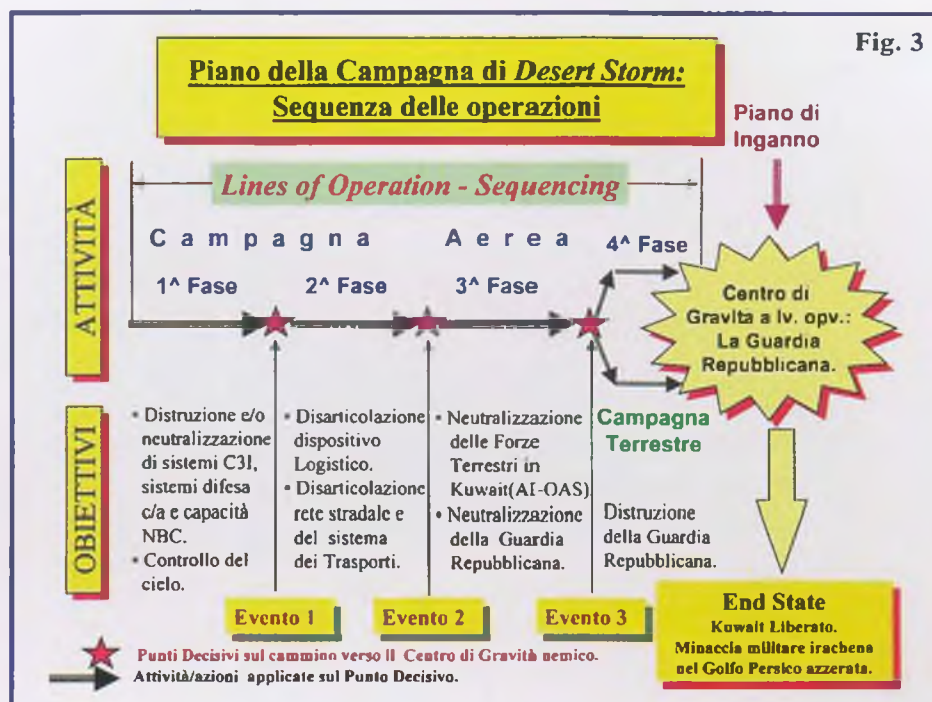 Fig. 3
Piano della Campagna di Desert Storm:
Sequenza delle operazioni
Piano di
Inganno
Lines of Operation - Sequencing
ATTIVITÀ
Campagna Aerea
4^ Fase
1^ Fase
2^ Fase
3^ Fase
Centro di
Gravita a lv. opv.:
La Guardia
Repubblicana.
OBIETTIVI
• Distruzione e/o
neutralizzazione
di sistemi C3I,
sistemi difesa
c/a e capacità
NBC.
• Controllo del
cielo.
• Disarticolazione
dispositivo
Logistico.
• Disarticolazione
rete stradale e
del sistema
dei Trasporti.
• Neutralizzazione
delle Forze
Terrestri in
Kuwait(AI-OAS)
• Neutralizzazione
della Guardia
Repubblicana.
Campagna
Terrestre
Distruzione
della Guardia
Repubblicana.
Evento 1
Evento 2
Evento 3
End State
Kuwait Liberato.
Minaccia militare irachena
nel Golfo Persico azzerata.
Punti Decisivi sul cammino verso il Centro di Gravità nemico.
Attività/azioni applicate sul Punto Decisivo.